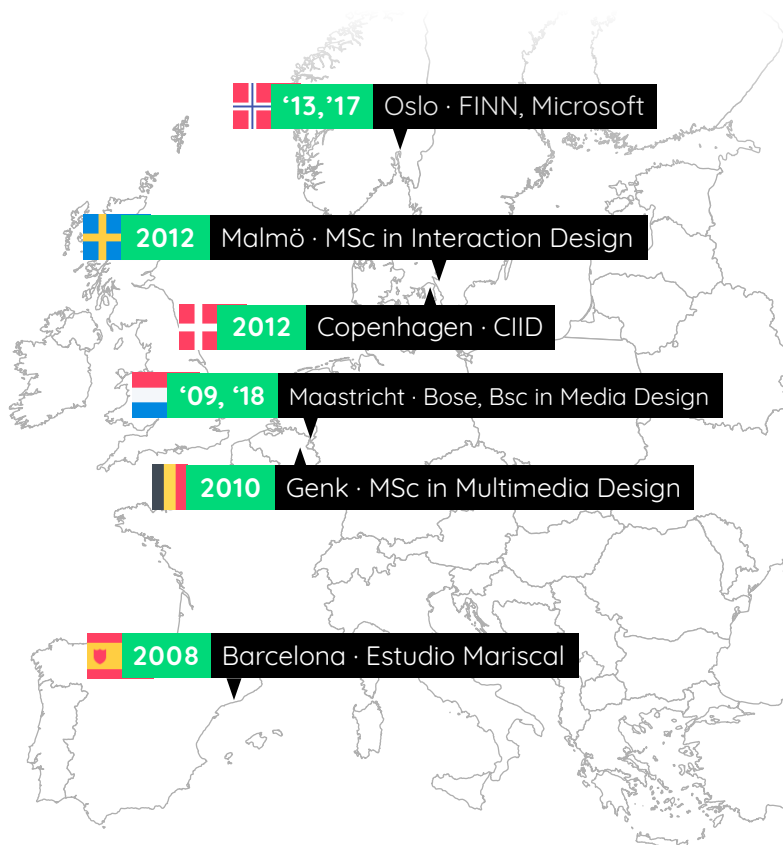 ‘13,’17 Oslo · FINN, Microsoft
2012 Malmö · MSc in Interaction Design
2012 Copenhagen · CIID
‘09, ‘18 Maastricht · Bose, Bsc in Media Design
2010 Genk · MSc in Multimedia Design
2008 Barcelona · Estudio Mariscal